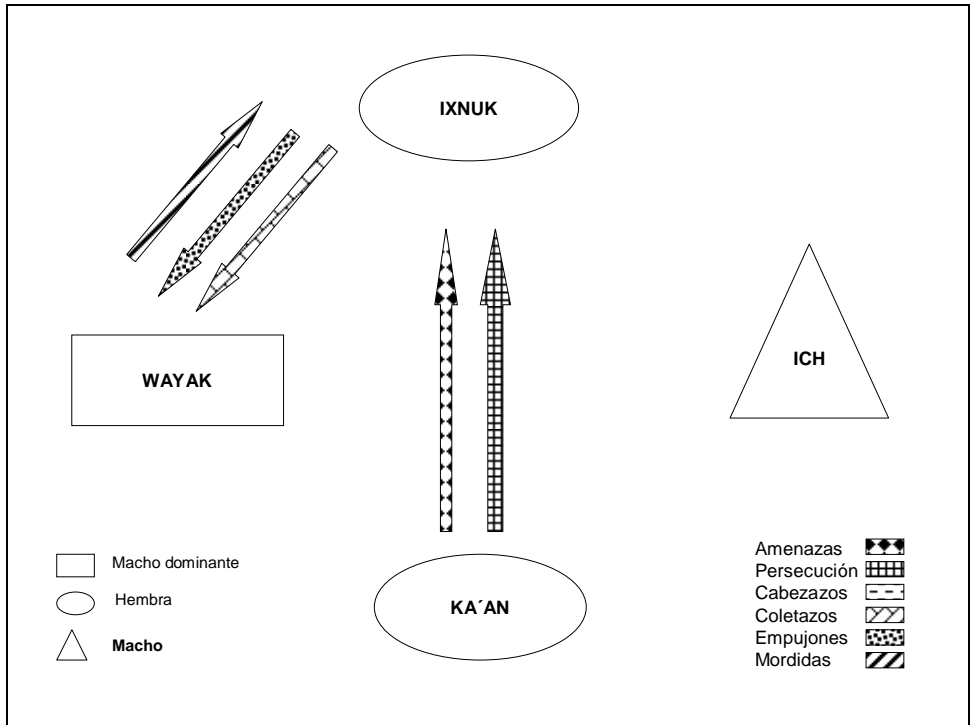 IXNUK
ICH
WAYAK
KA´AN
Macho dominante
Hembra
Macho
Amenazas
Persecución
Cabezazos
Coletazos
Empujones
Mordidas